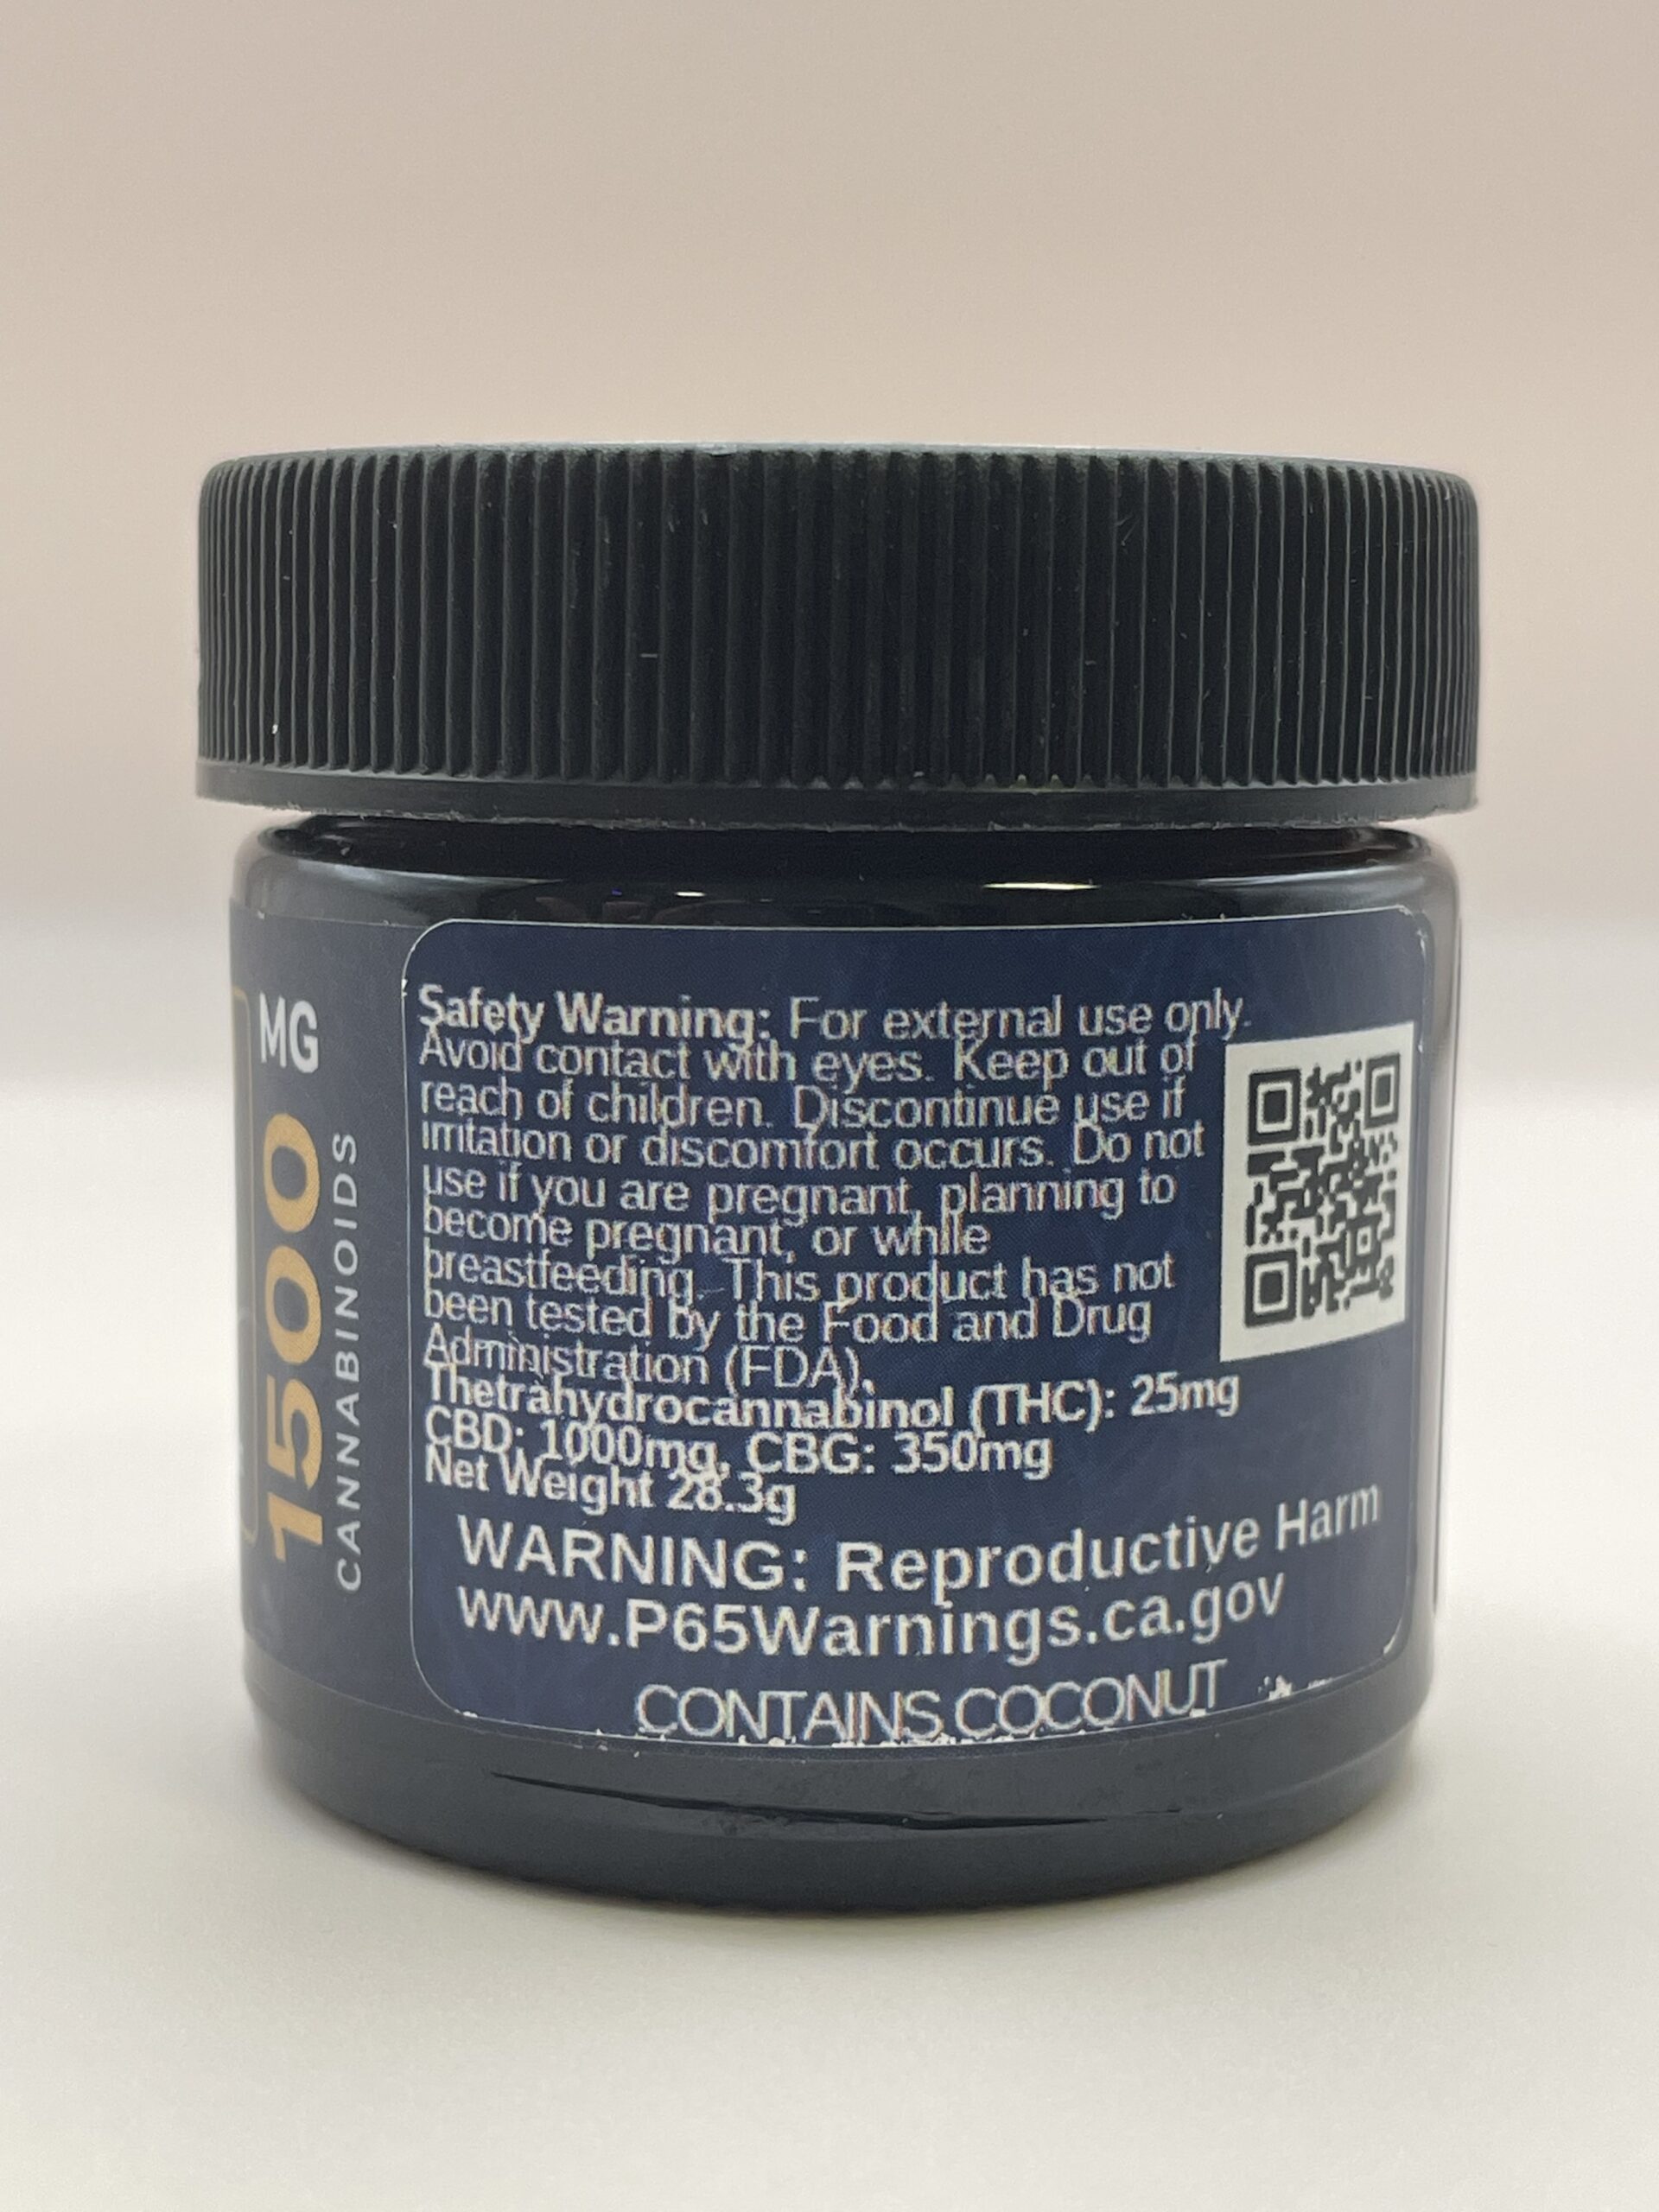 1500 MG
CANNABINOIDS
Safety Warning: For external use only.
Avoid contact with eyes. Keep out of
reach of children. Discontinue use if
irritation or discomfort occurs. Do not
use if you are pregnant, planning to
become pregnant, or while
breastfeeding. This product has not
been tested by the Food and Drug
Administration (FDA).
Thetrahydrocannabinol (THC): 25mg
CBD: 1000mg, CBG: 350mg
Net Weight 28.3g
WARNING: Reproductive Harm
www.P65Warnings.ca.gov
CONTAINS COCONUT